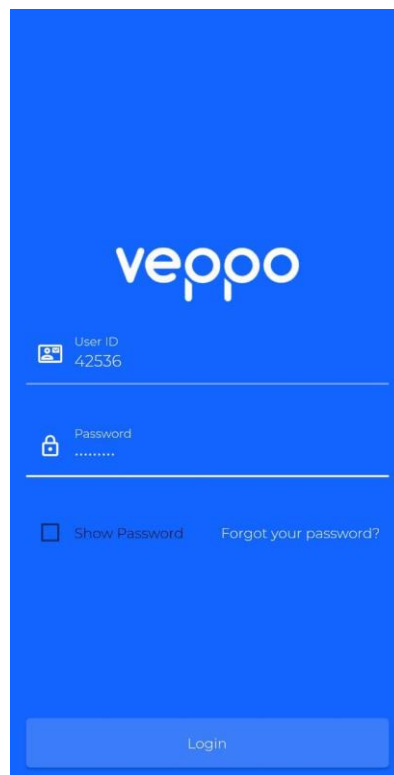 veppo
User ID
42536
Password
.........
Show Password Forgot your password?
Login